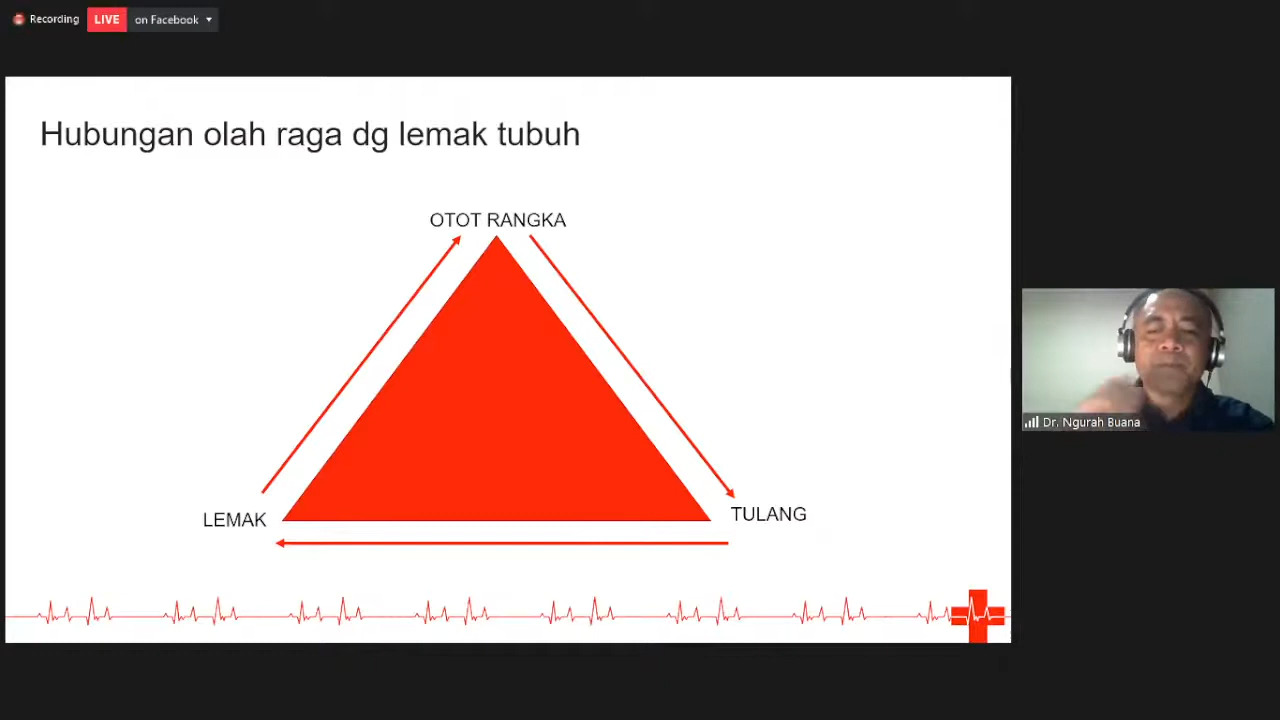 Recording
LIVE on Facebook
Hubungan olah raga dg lemak tubuh
OTOT RANGKA
LEMAK
TULANG
Dr. Ngurah Buana